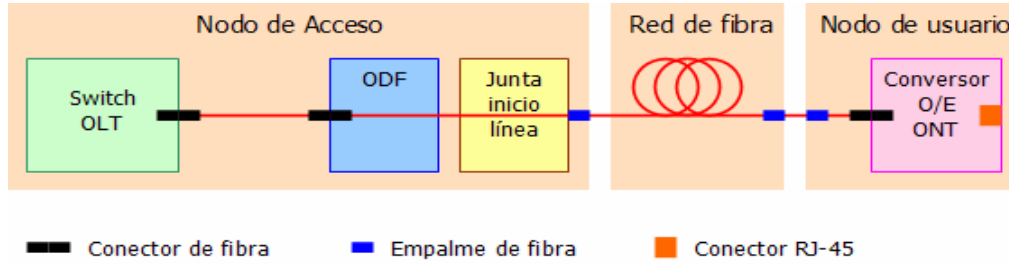 Nodo de Acceso
Red de fibra
Nodo de usuario
Switch
OLT
ODF
Junta
inicio
línea
Conversor
O/E
ONT
Conector de fibra
Empalme de fibra
Conector RJ-45